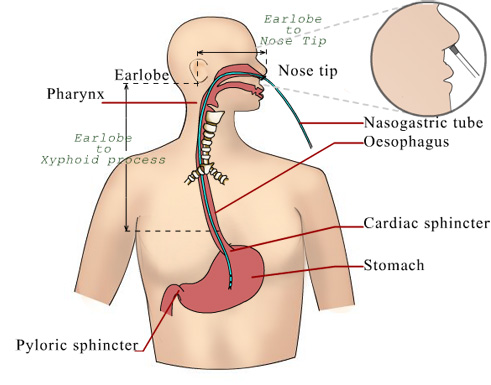 Earlobe
to
Nose Tip
Earlobe
Nose tip
Pharynx
Nasogastric tube
Earlobe
to
Xyphoid process
Oesophagus
Cardiac sphincter
Stomach
Pyloric sphincter